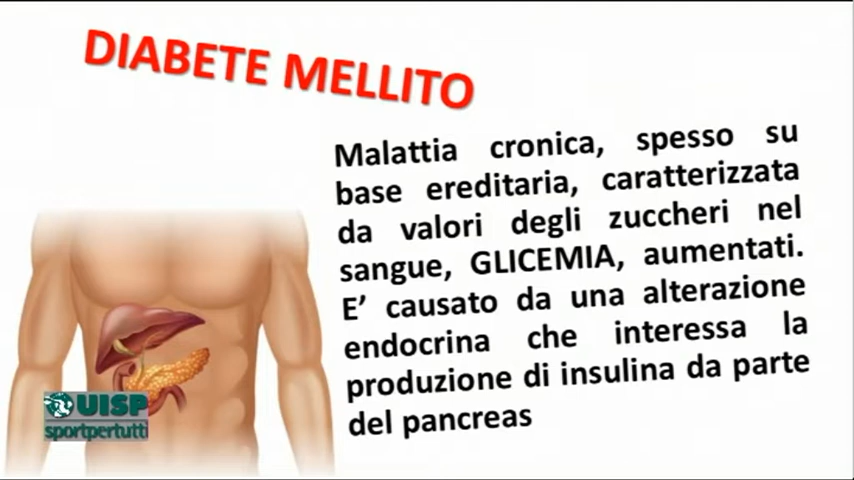 DIABETE MELLITO
Malattia cronica, spesso su
base ereditaria, caratterizzata
da valori degli zuccheri nel
sangue, GLICEMIA, aumentati.
E' causato da una alterazione
endocrina che interessa la
produzione di insulina da parte
del pancreas
UISP
sportpertutti